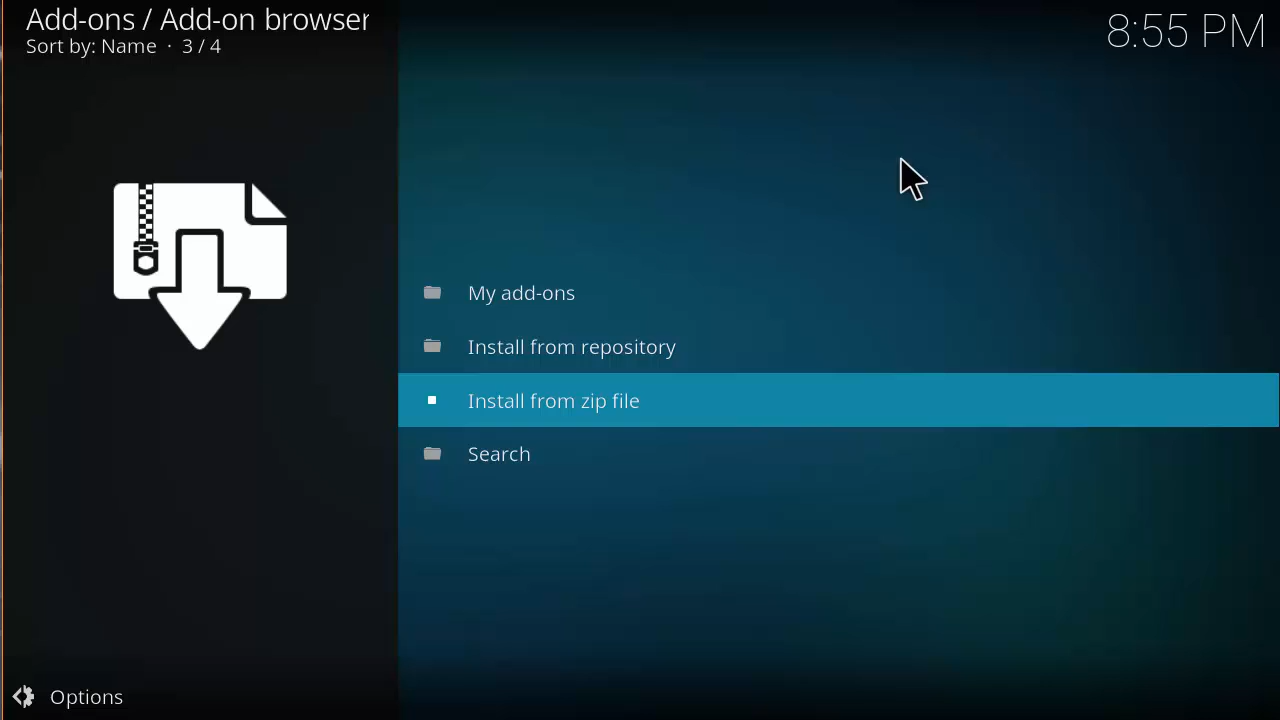 Add-ons / Add-on browser
Sort by: Name · 3 / 4
8:55 PM
My add-ons
Install from repository
Install from zip file
Search
Options